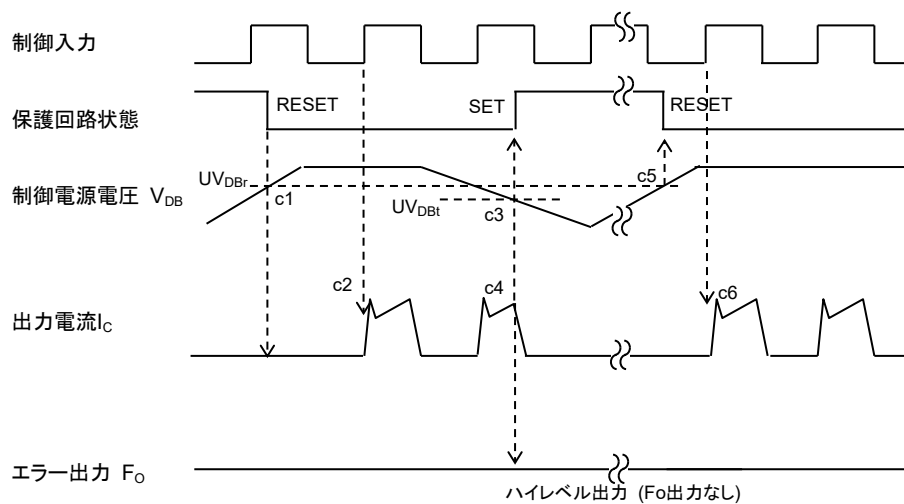 制御入力
RESET
SET
RESET
保護回路状態
UV_DBr
c5
制御電源電圧 V_DB
c1
UV_DBt
c3
c2
c4
c6
出力電流I_C
エラー出力 F_O
ハイレベル出力 (Fo出力なし)